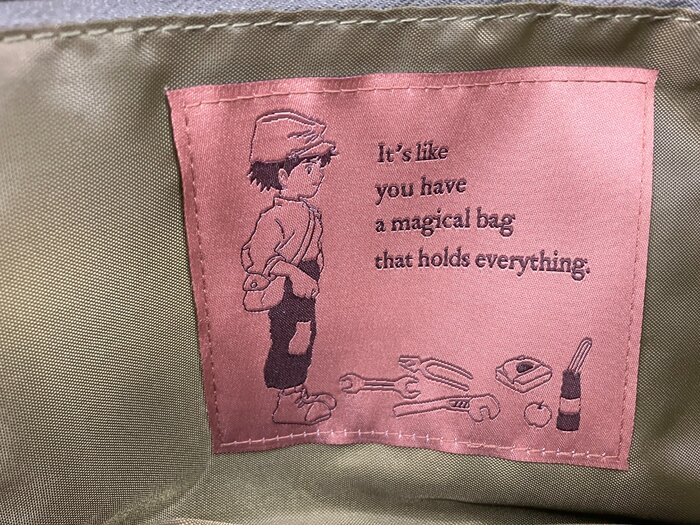 It's like
you have
a magical bag
that holds everything.